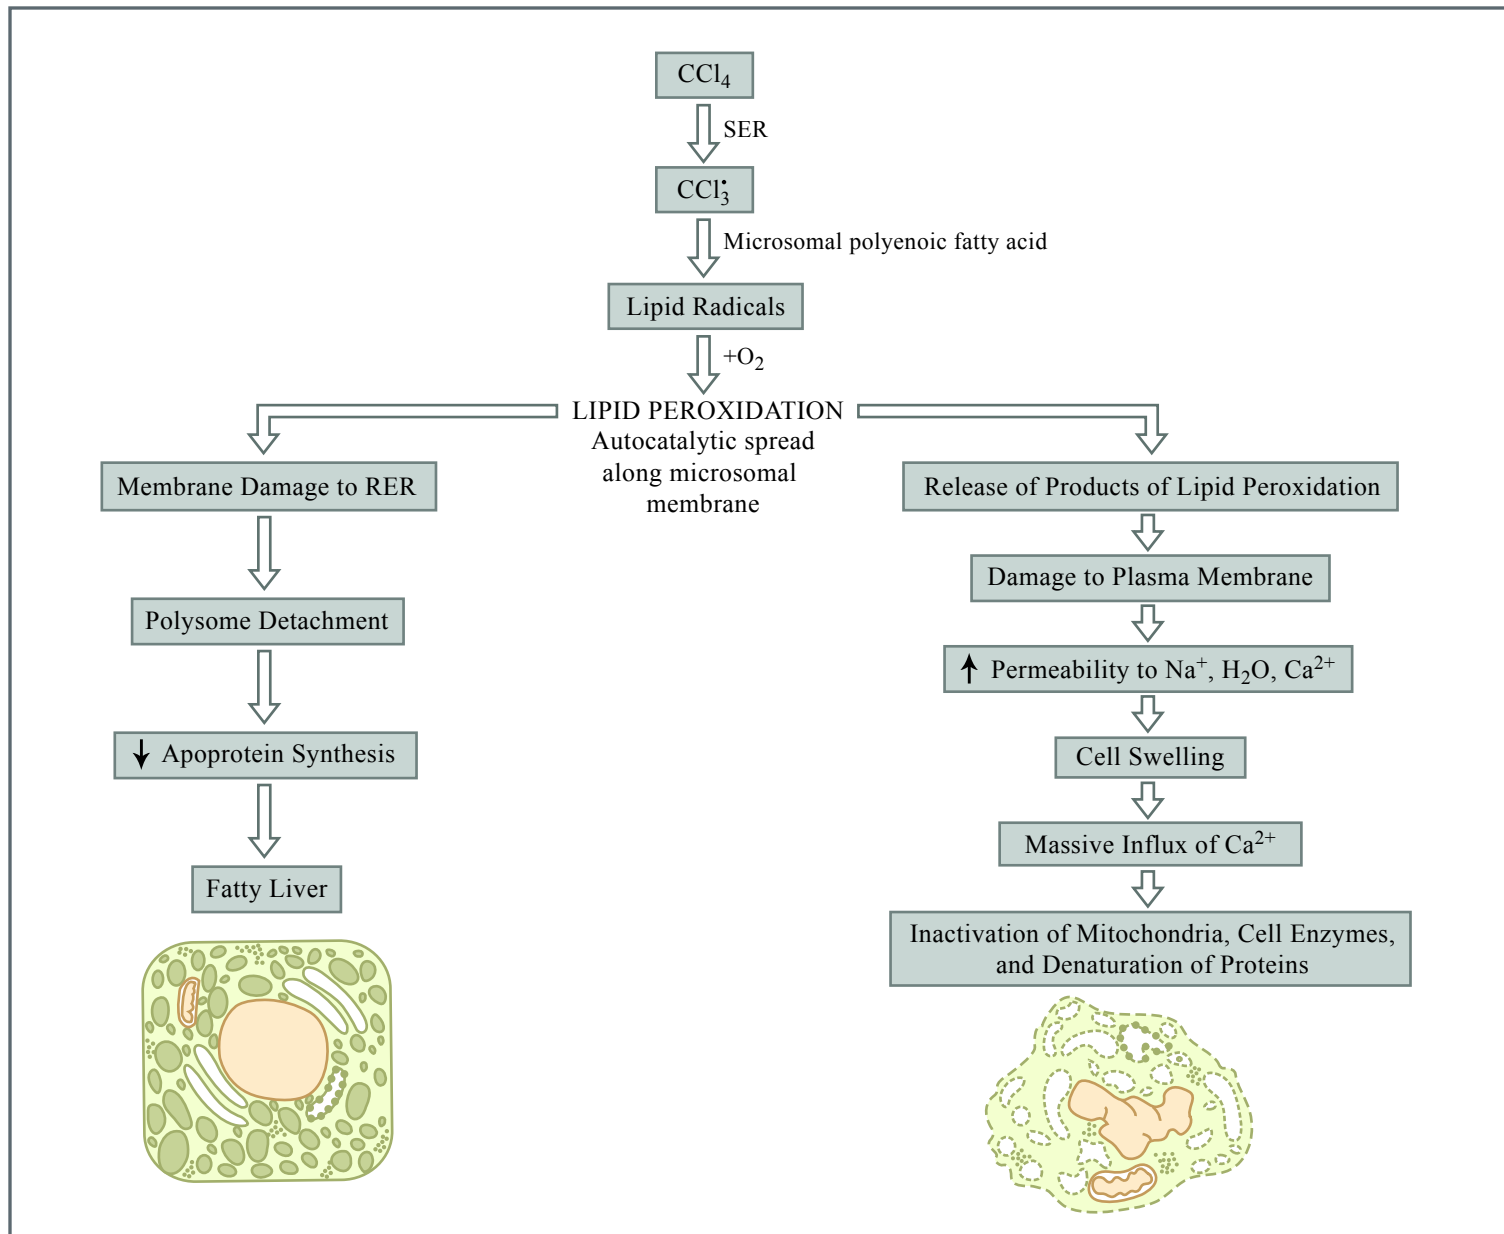 CCl₄
SER
CCl₃•
Microsomal polyenoic fatty acid
Lipid Radicals
+O₂
LIPID PEROXIDATION
Autocatalytic spread
along microsomal
membrane
Membrane Damage to RER
Polysome Detachment
↓ Apoprotein Synthesis
Fatty Liver
Release of Products of Lipid Peroxidation
Damage to Plasma Membrane
↑ Permeability to Na⁺, H₂O, Ca²⁺
Cell Swelling
Massive Influx of Ca²⁺
Inactivation of Mitochondria, Cell Enzymes,
and Denaturation of Proteins